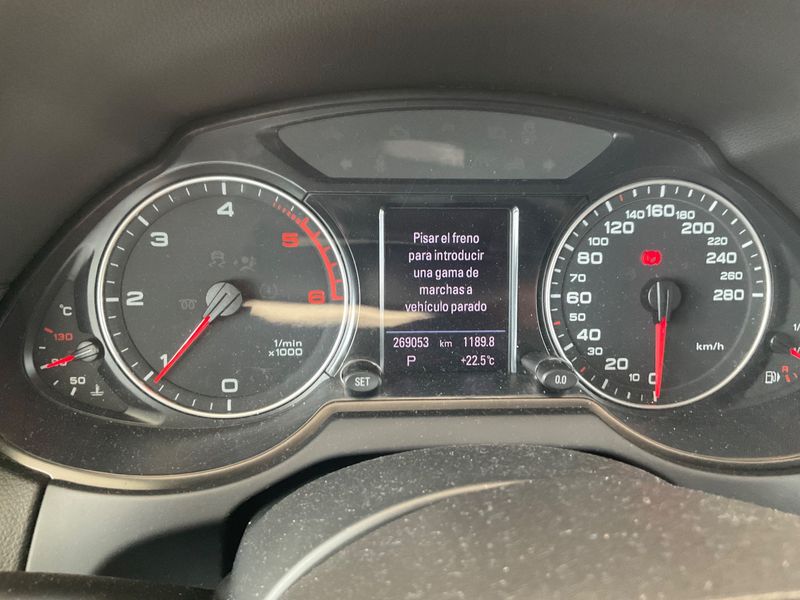 Pisar el freno
para introducir
una gama de
marchas a
vehículo parado
269053 km 1189.8
P +22.5°C
0
1
2
3
4
5
6
1/min
x1000
°C
130
90
50
SET
0.0
0
10
20
30
40
50
60
80
100
120
140
160
180
200
220
240
260
280
km/h
R